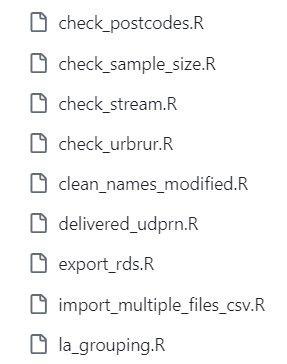 check_postcodes.R
check_sample_size.R
check_stream.R
check_urbrur.R
clean_names_modified.R
delivered_udprn.R
export_rds.R
import_multiple_files_csv.R
la_grouping.R